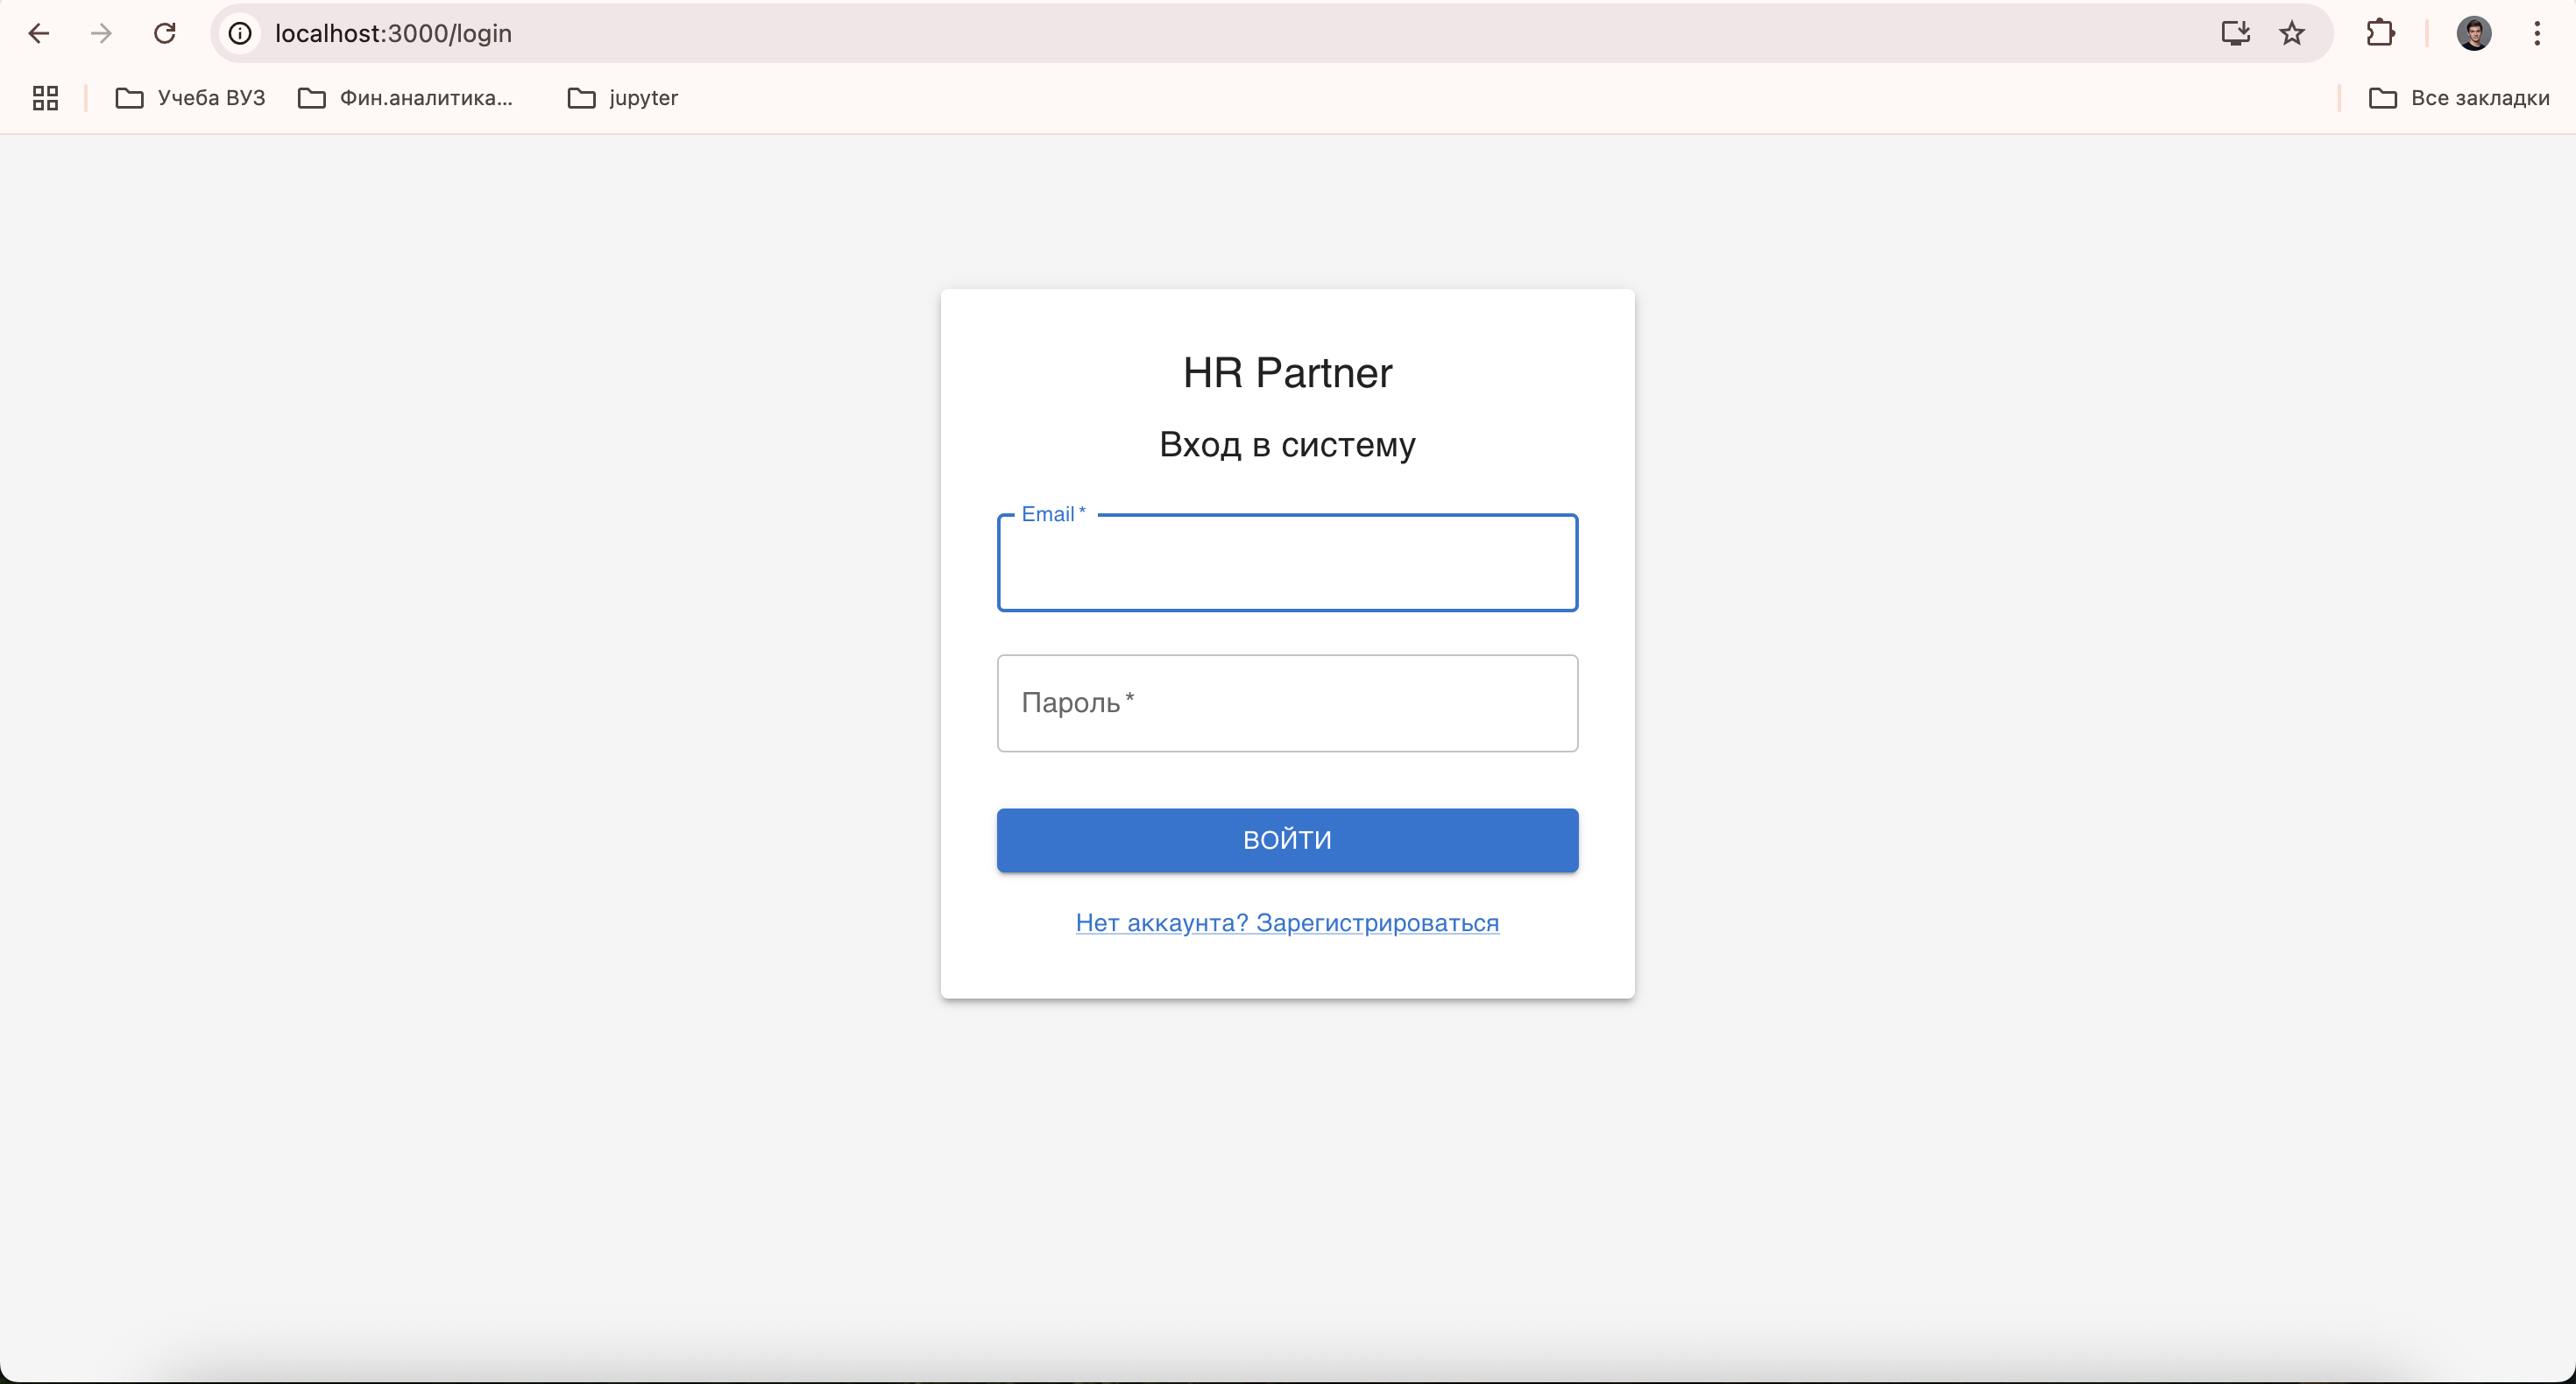 localhost:3000/login
Учеба ВУЗ
Фин.аналитика...
jupyter
Все закладки
HR Partner
Вход в систему
Email *
Пароль *
ВОЙТИ
Нет аккаунта? Зарегистрироваться